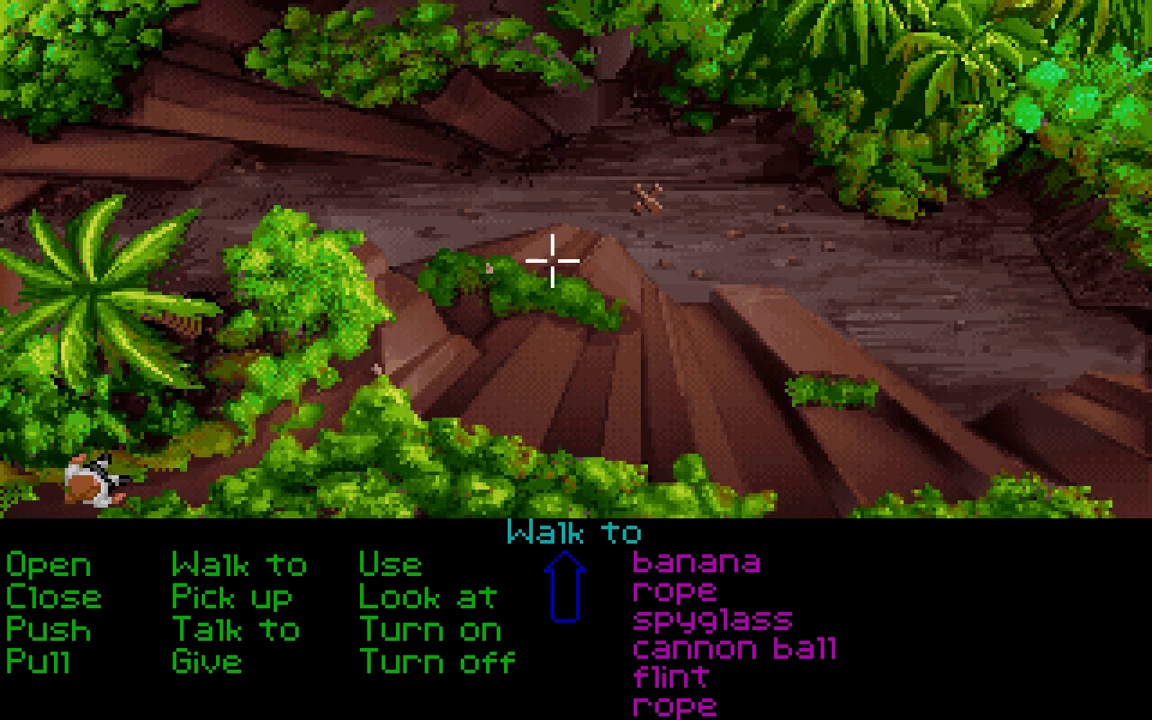 Walk to
Open Walk to Use
Close Pick up Look at
Push Talk to Turn on
Pull Give Turn off
banana
rope
spyglass
cannon ball
flint
rope